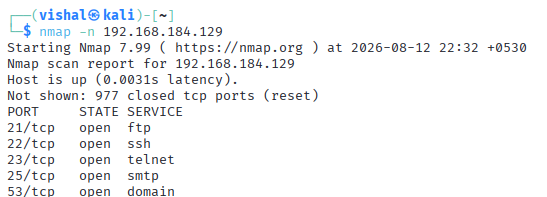 ┌──(vishal㉿kali)-[~]
└─$ nmap -n 192.168.184.129
Starting Nmap 7.99 ( https://nmap.org ) at 2026-08-12 22:32 +0530
Nmap scan report for 192.168.184.129
Host is up (0.0031s latency).
Not shown: 977 closed tcp ports (reset)
PORT     STATE SERVICE
21/tcp   open  ftp
22/tcp   open  ssh
23/tcp   open  telnet
25/tcp   open  smtp
53/tcp   open  domain